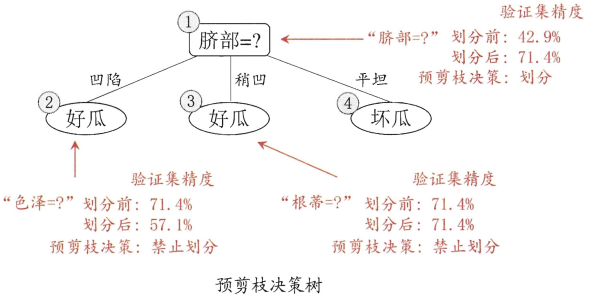 验证集精度
① 脐部=?
“脐部=?” 划分前: 42.9%
划分后: 71.4%
预剪枝决策: 划分
凹陷 稍凹 平坦
② 好瓜 ③ 好瓜 ④ 坏瓜
验证集精度
“色泽=?” 划分前: 71.4%
划分后: 57.1%
预剪枝决策: 禁止划分
验证集精度
“根蒂=?” 划分前: 71.4%
划分后: 71.4%
预剪枝决策: 禁止划分
预剪枝决策树